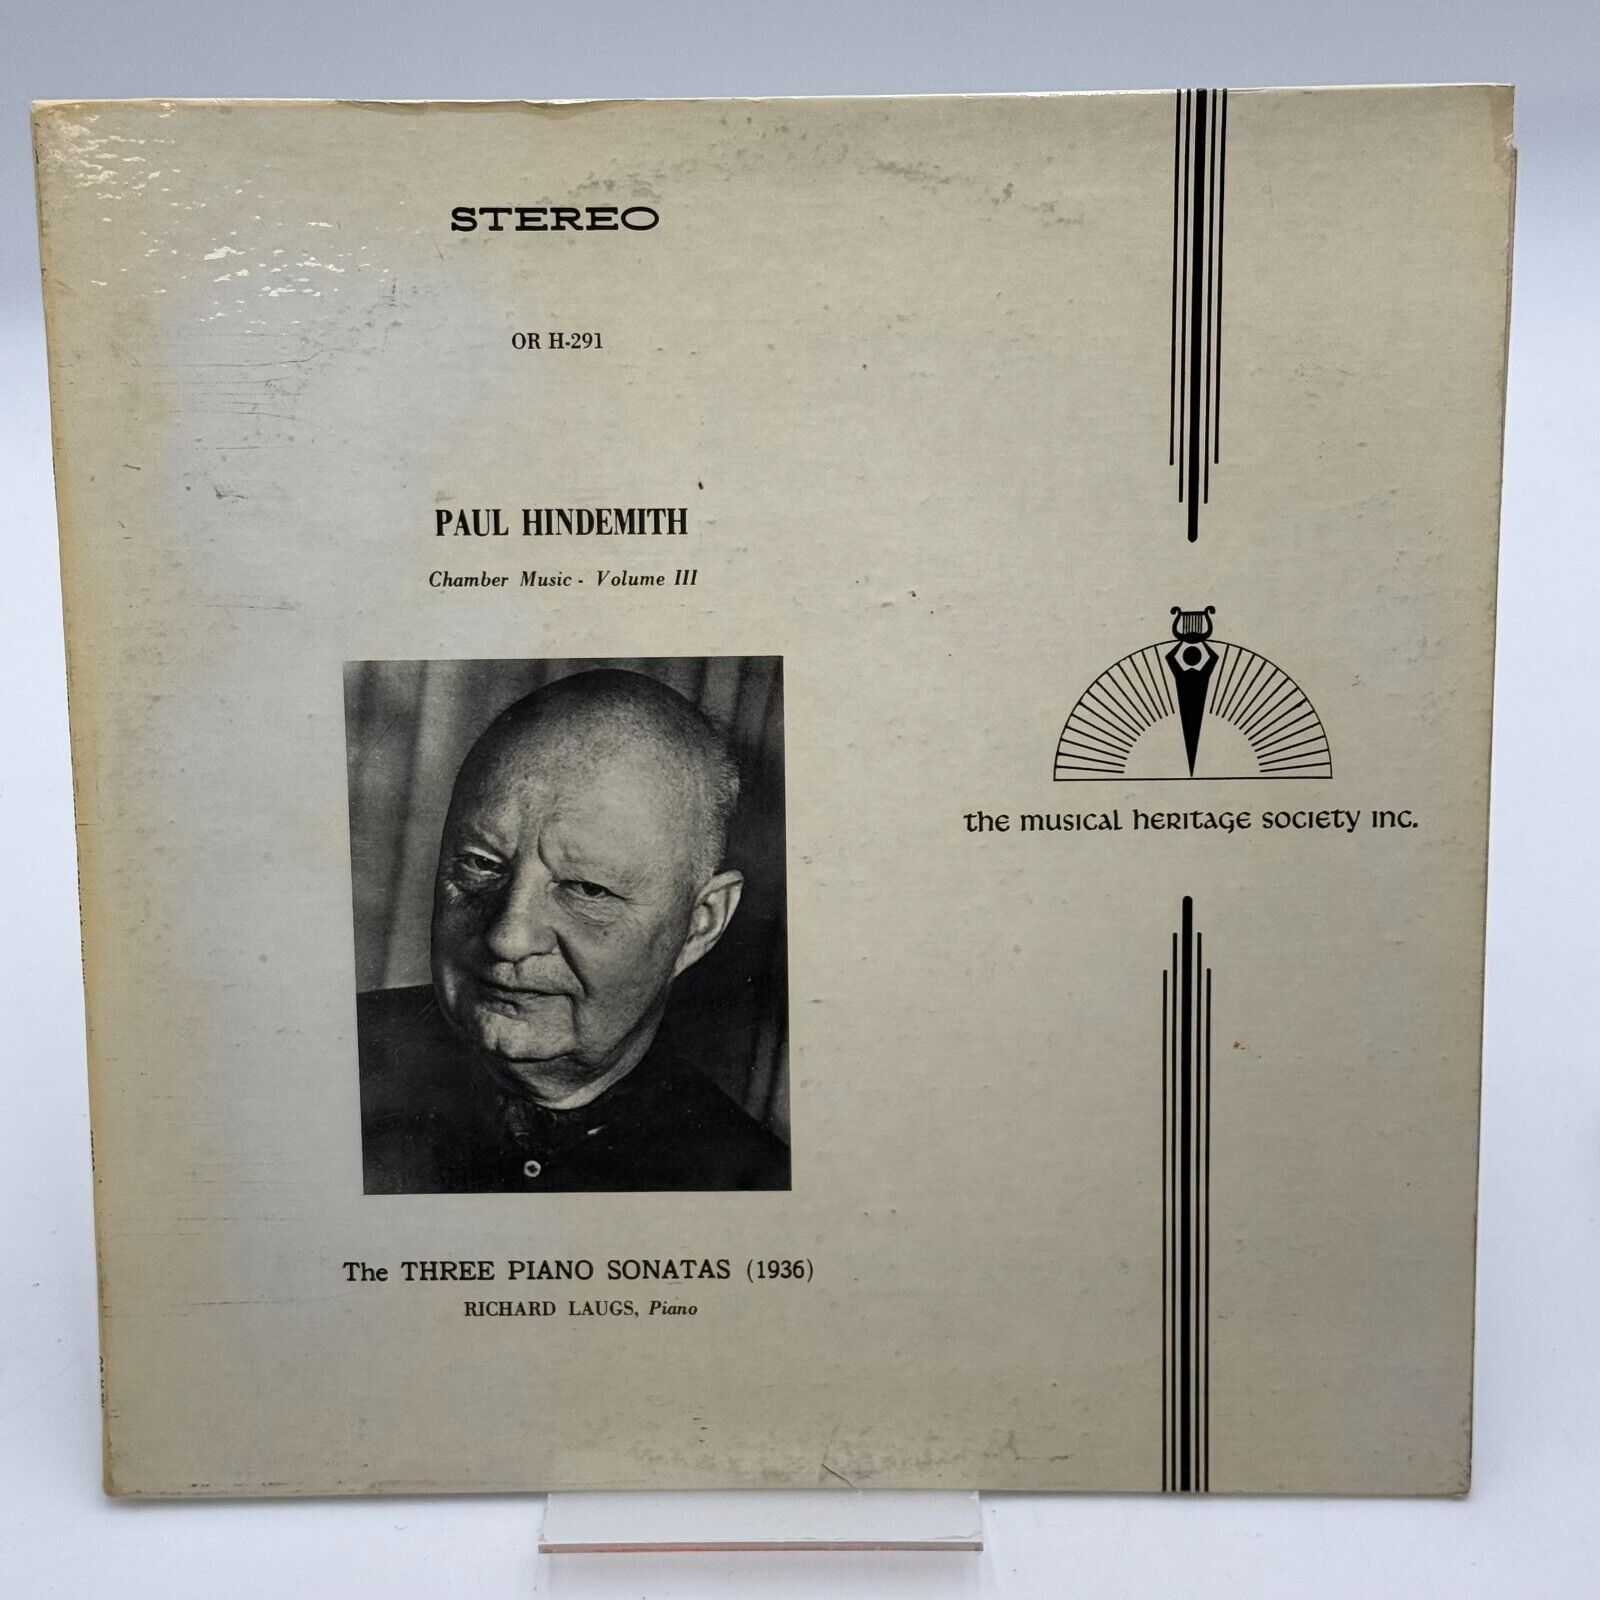 STEREO
OR H-291
PAUL HINDEMITH
Chamber Music - Volume III
the musical heritage society inc.
The THREE PIANO SONATAS (1936)
RICHARD LAUGS, Piano